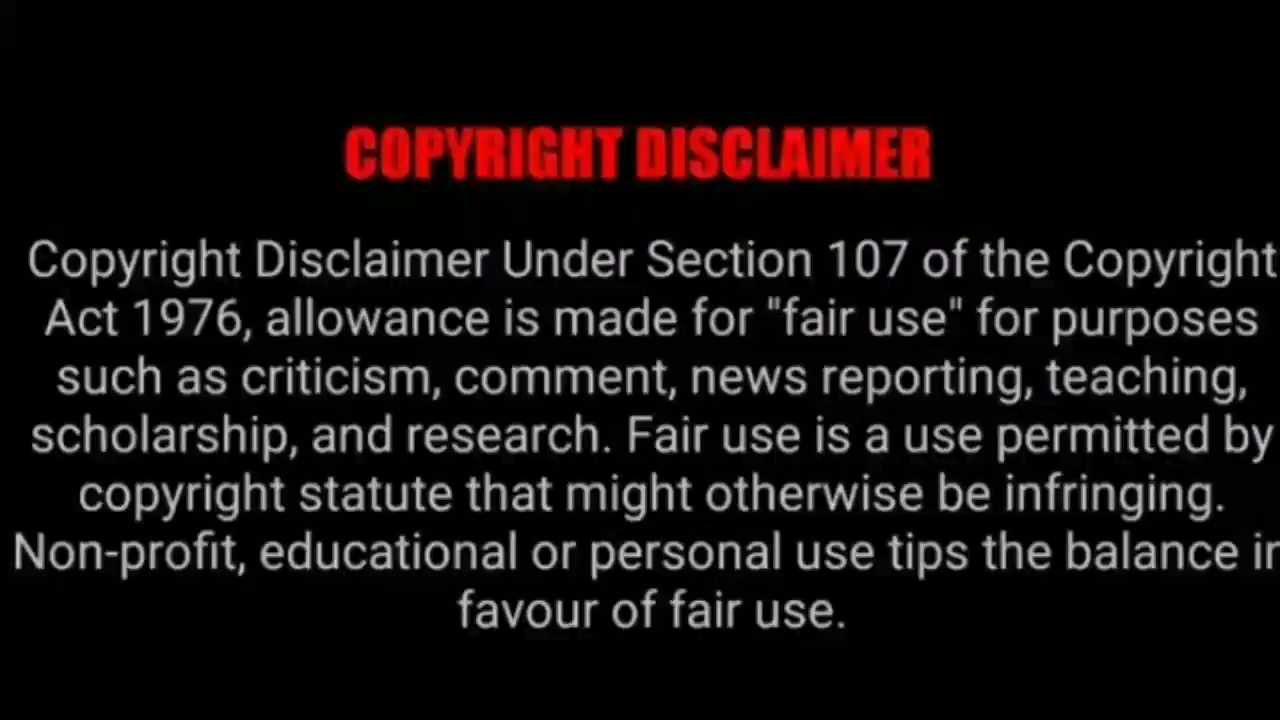 COPYRIGHT DISCLAIMER
Copyright Disclaimer Under Section 107 of the Copyright
Act 1976, allowance is made for "fair use" for purposes
such as criticism, comment, news reporting, teaching,
scholarship, and research. Fair use is a use permitted by
copyright statute that might otherwise be infringing.
Non-profit, educational or personal use tips the balance in
favour of fair use.